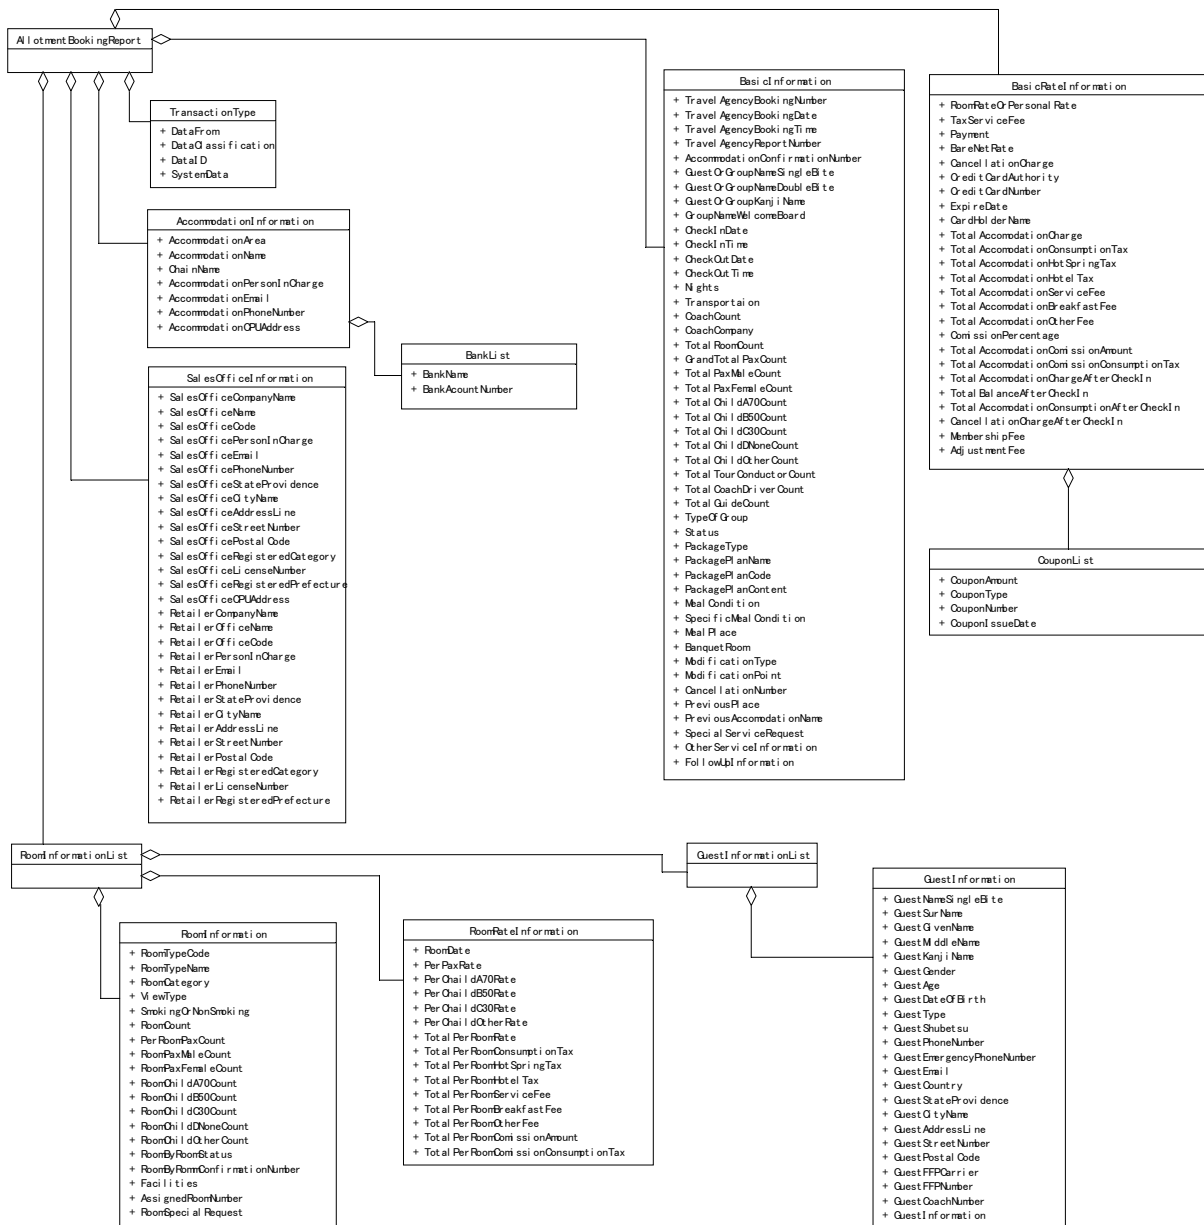 AllotmentBookingReport
TransactionType
+ DataFrom
+ DataClassification
+ DataID
+ SystemData
AccommodationInformation
+ AccommodationArea
+ AccommodationName
+ ChainName
+ AccommodationPersonInCharge
+ AccommodationEmail
+ AccommodationPhoneNumber
+ AccommodationCPUAddress
BankList
+ BankName
+ BankAcountNumber
SalesOfficeInformation
+ SalesOfficeCompanyName
+ SalesOfficeName
+ SalesOfficeCode
+ SalesOfficePersonInCharge
+ SalesOfficeEmail
+ SalesOfficePhoneNumber
+ SalesOfficeStateProvidence
+ SalesOfficeCityName
+ SalesOfficeAddressLine
+ SalesOfficeStreetNumber
+ SalesOfficePostalCode
+ SalesOfficeRegisteredCategory
+ SalesOfficeLicenseNumber
+ SalesOfficeRegisteredPrefecture
+ SalesOfficeCPUAddress
+ RetailerCompanyName
+ RetailerOfficeName
+ RetailerOfficeCode
+ RetailerPersonInCharge
+ RetailerEmail
+ RetailerPhoneNumber
+ RetailerStateProvidence
+ RetailerCityName
+ RetailerAddressLine
+ RetailerStreetNumber
+ RetailerPostalCode
+ RetailerRegisteredCategory
+ RetailerLicenseNumber
+ RetailerRegisteredPrefecture
BasicInformation
+ TravelAgencyBookingNumber
+ TravelAgencyBookingDate
+ TravelAgencyBookingTime
+ TravelAgencyReportNumber
+ AccommodationConfirmationNumber
+ GuestOrGroupNameSingleBite
+ GuestOrGroupNameDoubleBite
+ GuestOrGroupKanjiName
+ GroupNameWelcomeBoard
+ CheckInDate
+ CheckInTime
+ CheckOutDate
+ CheckOutTime
+ Nights
+ Transportaion
+ CoachCount
+ CoachCompany
+ TotalRoomCount
+ GrandTotalPaxCount
+ TotalPaxMaleCount
+ TotalPaxFemaleCount
+ TotalChildA70Count
+ TotalChildB50Count
+ TotalChildC30Count
+ TotalChildDNoneCount
+ TotalChildOtherCount
+ TotalTourConductorCount
+ TotalCoachDriverCount
+ TotalGuideCount
+ TypeOfGroup
+ Status
+ PackageType
+ PackagePlanName
+ PackagePlanCode
+ PackagePlanContent
+ MealCondition
+ SpecificMealCondition
+ MealPlace
+ BanquetRoom
+ ModificationType
+ ModificationPoint
+ CancellationNumber
+ PreviousPlace
+ PreviousAccomodationName
+ SpecialServiceRequest
+ OtherServiceInformation
+ FollowUpInformation
BasicRateInformation
+ RoomRateOrPersonalRate
+ TaxServiceFee
+ Payment
+ BareNetRate
+ CancellationCharge
+ CreditCardAuthority
+ CreditCardNumber
+ ExpireDate
+ CardHolderName
+ TotalAccomodationCharge
+ TotalAccomodationConsumptionTax
+ TotalAccomodationHotSpringTax
+ TotalAccomodationHotelTax
+ TotalAccomodationServiceFee
+ TotalAccomodationBreakfastFee
+ TotalAccomodationOtherFee
+ ComissionPercentage
+ TotalAccomodationComissionAmount
+ TotalAccomodationComissionConsumptionTax
+ TotalAccomodationChargeAfterCheckIn
+ TotalBalanceAfterCheckIn
+ TotalAccomodationConsumptionAfterCheckIn
+ CancellationChargeAfterCheckIn
+ MembershipFee
+ AdjustmentFee
CouponList
+ CouponAmount
+ CouponType
+ CouponNumber
+ CouponIssueDate
RoomInformationList
RoomInformation
+ RoomTypeCode
+ RoomTypeName
+ RoomCategory
+ ViewType
+ SmokingOrNonSmoking
+ RoomCount
+ PerRoomPaxCount
+ RoomPaxMaleCount
+ RoomPaxFemaleCount
+ RoomChildA70Count
+ RoomChildB50Count
+ RoomChildC30Count
+ RoomChildDNoneCount
+ RoomChildOtherCount
+ RoomByRoomStatus
+ RoomByRommConfirmationNumber
+ Facilities
+ AssignedRoomNumber
+ RoomSpecialRequest
RoomRateInformation
+ RoomDate
+ PerPaxRate
+ PerChaildA70Rate
+ PerChaildB50Rate
+ PerChaildC30Rate
+ PerChaildOtherRate
+ TotalPerRoomRate
+ TotalPerRoomConsumptionTax
+ TotalPerRoomHotSpringTax
+ TotalPerRoomHotelTax
+ TotalPerRoomServiceFee
+ TotalPerRoomBreakfastFee
+ TotalPerRoomOtherFee
+ TotalPerRoomComissionAmount
+ TotalPerRoomComissionConsumptionTax
GuestInformationList
GuestInformation
+ GuestNameSingleBite
+ GuestSurName
+ GuestGivenName
+ GuestMiddleName
+ GuestKanjiName
+ GuestGender
+ GuestAge
+ GuestDateOfBirth
+ GuestType
+ GuestShubetsu
+ GuestPhoneNumber
+ GuestEmergencyPhoneNumber
+ GuestEmail
+ GuestCountry
+ GuestStateProvidence
+ GuestCityName
+ GuestAddressLine
+ GuestStreetNumber
+ GuestPostalCode
+ GuestFFPCarrier
+ GuestFFPNumber
+ GuestCoachNumber
+ GuestInformation